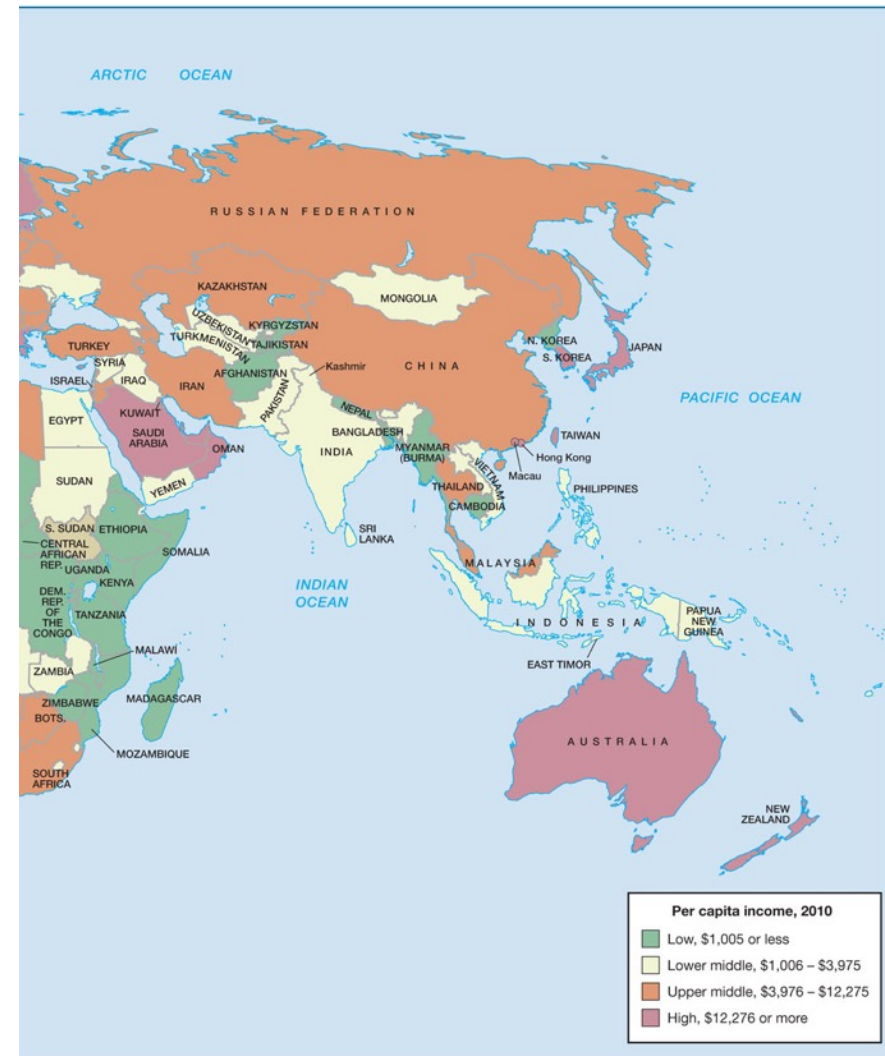 ARCTIC OCEAN
RUSSIAN FEDERATION
KAZAKHSTAN
MONGOLIA
UZBEKISTAN
KYRGYZSTAN
TURKMENISTAN
TAJIKISTAN
TURKEY
N. KOREA
S. KOREA
JAPAN
SYRIA
AFGHANISTAN
CHINA
Kashmir
ISRAEL
IRAQ
IRAN
PACIFIC OCEAN
PAKISTAN
KUWAIT
NEPAL
EGYPT
SAUDI
ARABIA
BANGLADESH
TAIWAN
OMAN
INDIA
MYANMAR
(BURMA)
Hong Kong
Macau
VIETNAM
SUDAN
YEMEN
THAILAND
PHILIPPINES
CAMBODIA
S. SUDAN
ETHIOPIA
SRI
LANKA
CENTRAL
AFRICAN
REP.
SOMALIA
UGANDA
MALAYSIA
KENYA
INDIAN
OCEAN
DEM.
REP.
OF
THE
CONGO
TANZANIA
PAPUA
NEW
GUINEA
INDONESIA
MALAWI
EAST TIMOR
ZAMBIA
MADAGASCAR
ZIMBABWE
BOTS.
AUSTRALIA
MOZAMBIQUE
SOUTH
AFRICA
NEW
ZEALAND
Per capita income, 2010
Low, $1,005 or less
Lower middle, $1,006 – $3,975
Upper middle, $3,976 – $12,275
High, $12,276 or more